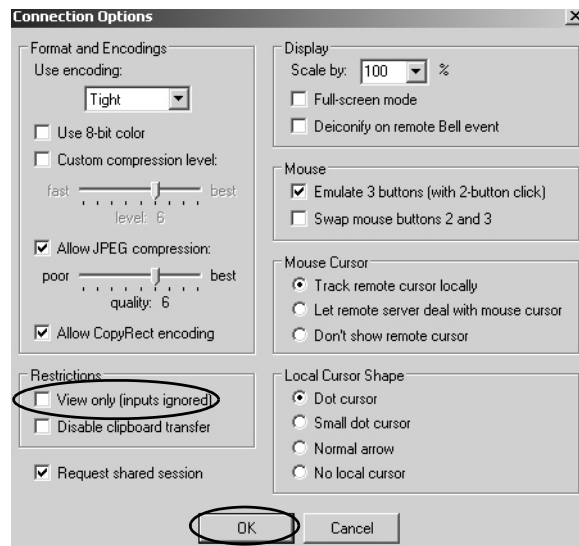 Connection Options
Format and Encodings
Use encoding:
Tight
Use 8-bit color
Custom compression level:
fast best
level: 6
Allow JPEG compression:
poor best
quality: 6
Allow CopyRect encoding
Restrictions
View only (inputs ignored)
Disable clipboard transfer
Request shared session
Display
Scale by: 100 %
Full-screen mode
Deiconify on remote Bell event
Mouse
Emulate 3 buttons (with 2-button click)
Swap mouse buttons 2 and 3
Mouse Cursor
Track remote cursor locally
Let remote server deal with mouse cursor
Don't show remote cursor
Local Cursor Shape
Dot cursor
Small dot cursor
Normal arrow
No local cursor
OK Cancel